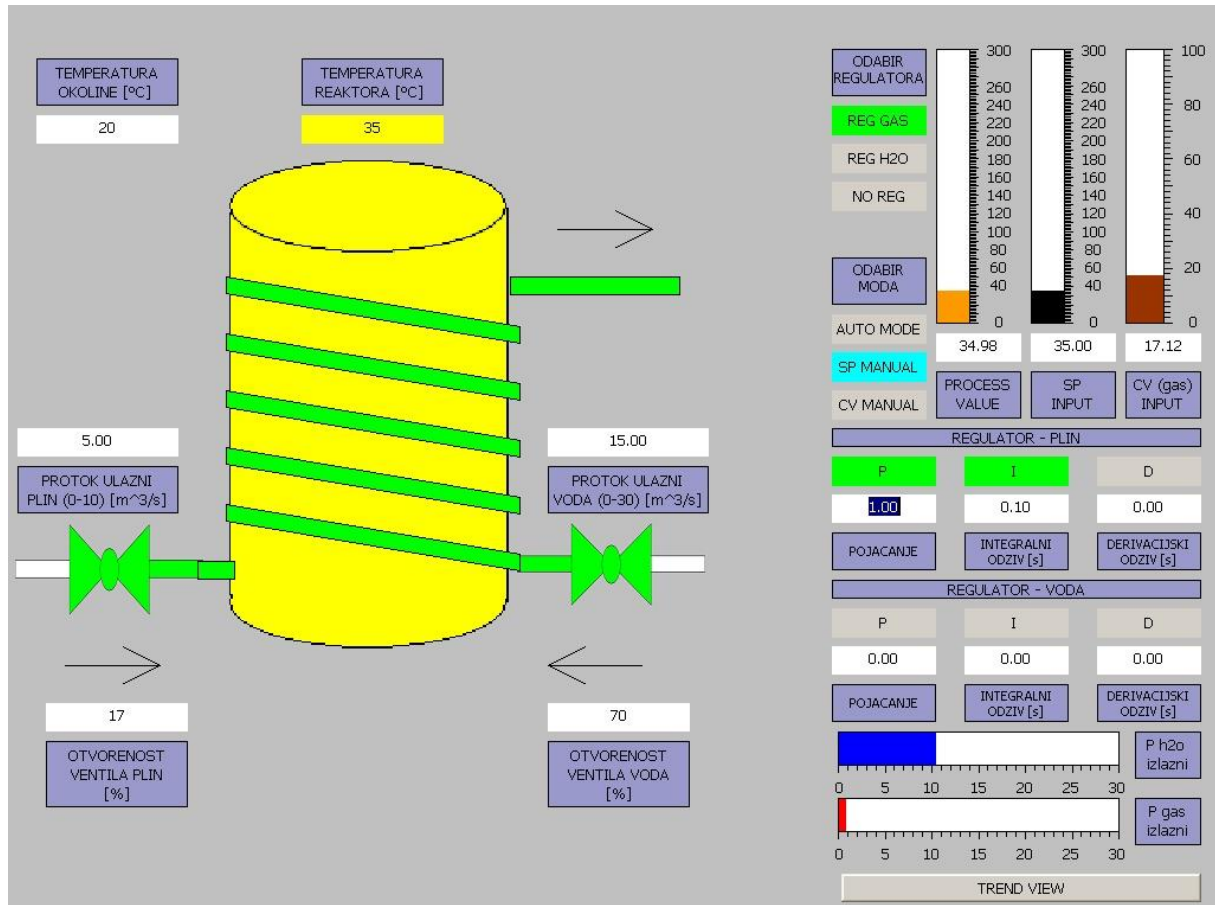 TEMPERATURA
OKOLINE [ºC]
20
TEMPERATURA
REAKTORA [ºC]
35
5.00
PROTOK ULAZNI
PLIN (0-10) [m^3/s]
15.00
PROTOK ULAZNI
VODA (0-30) [m^3/s]
17
OTVORENOST
VENTILA PLIN
[%]
70
OTVORENOST
VENTILA VODA
[%]
ODABIR
REGULATORA
REG GAS
REG H2O
NO REG
ODABIR
MODA
AUTO MODE
SP MANUAL
CV MANUAL
300
260
240
220
200
180
160
140
120
100
80
60
40
0
34.98
PROCESS
VALUE
300
260
240
220
200
180
160
140
120
100
80
60
40
0
35.00
SP
INPUT
100
80
60
40
20
0
17.12
CV (gas)
INPUT
REGULATOR - PLIN
P I D
1.00 0.10 0.00
POJACANJE
INTEGRALNI
ODZIV [s]
DERIVACIJSKI
ODZIV [s]
REGULATOR - VODA
P I D
0.00 0.00 0.00
POJACANJE
INTEGRALNI
ODZIV [s]
DERIVACIJSKI
ODZIV [s]
0 5 10 15 20 25 30
P h2o
izlazni
0 5 10 15 20 25 30
P gas
izlazni
TREND VIEW